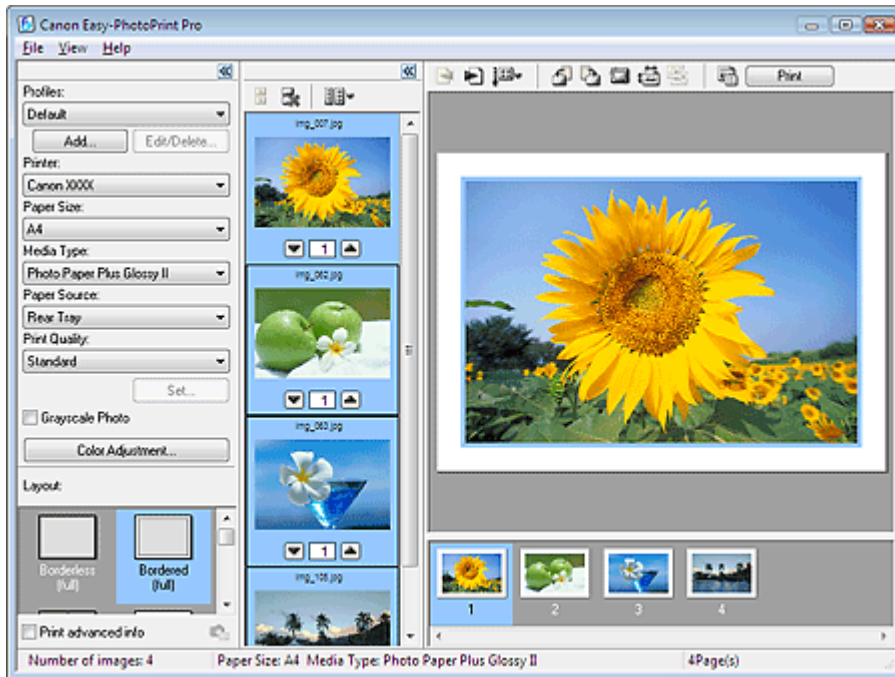 Canon Easy-PhotoPrint Pro
File View Help
Profiles:
Default
Add... Edit/Delete...
Printer:
Canon XXXX
Paper Size:
A4
Media Type:
Photo Paper Plus Glossy II
Paper Source:
Rear Tray
Print Quality:
Standard
Set...
Grayscale Photo
Color Adjustment...
Layout:
Borderless
(full)
Bordered
(full)
Print advanced info
img_007.jpg
1
img_062.jpg
1
img_063.jpg
1
img_105.jpg
Print
1 2 3 4
Number of images: 4 Paper Size: A4 Media Type: Photo Paper Plus Glossy II 4Page(s)